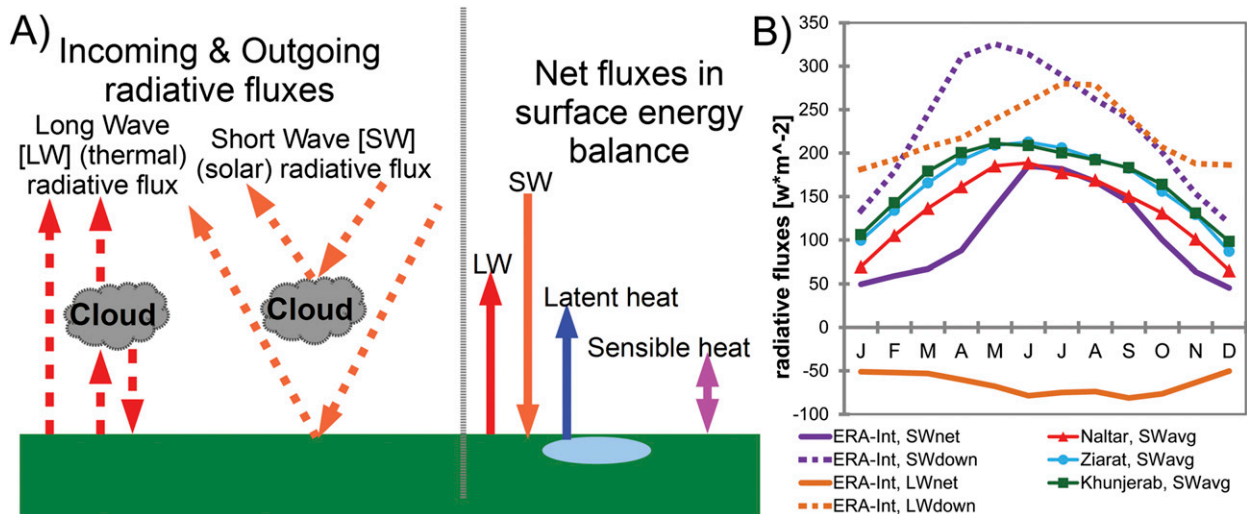 A)
Incoming & Outgoing
radiative fluxes
Long Wave
[LW] (thermal)
radiative flux
Short Wave [SW]
(solar) radiative flux
Cloud
Cloud
Net fluxes in
surface energy
balance
SW
LW
Latent heat
Sensible heat
B)
radiative fluxes [w*m^-2]
350
300
250
200
150
100
50
0
-50
-100
J F M A M J J A S O N D
ERA-Int, SWnet
ERA-Int, SWdown
ERA-Int, LWnet
ERA-Int, LWdown
Naltar, SWavg
Ziarat, SWavg
Khunjerab, SWavg